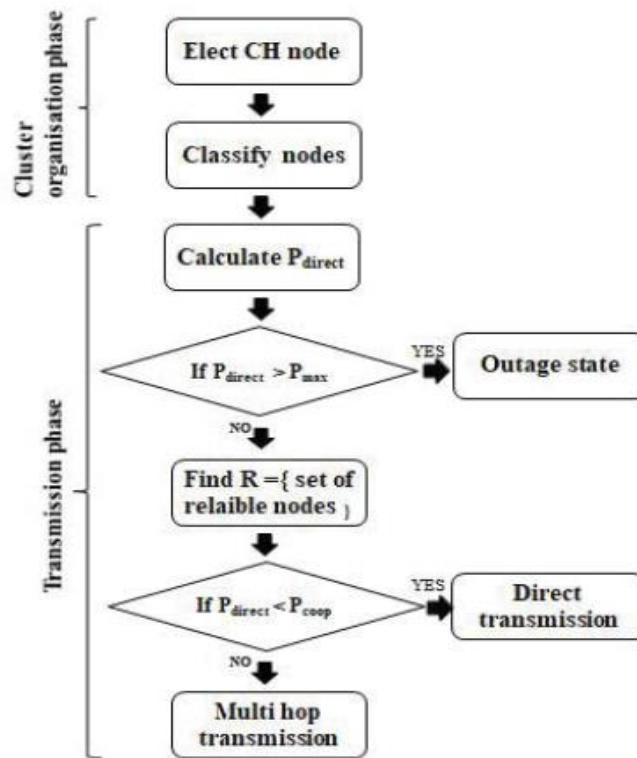 Cluster
organisation phase
Elect CH node
Classify nodes
Transmission phase
Calculate Pdirect
If Pdirect > Pmax
YES
Outage state
NO
Find R ={ set of
relaible nodes }
If Pdirect < Pcoop
YES
Direct
transmission
NO
Multi hop
transmission